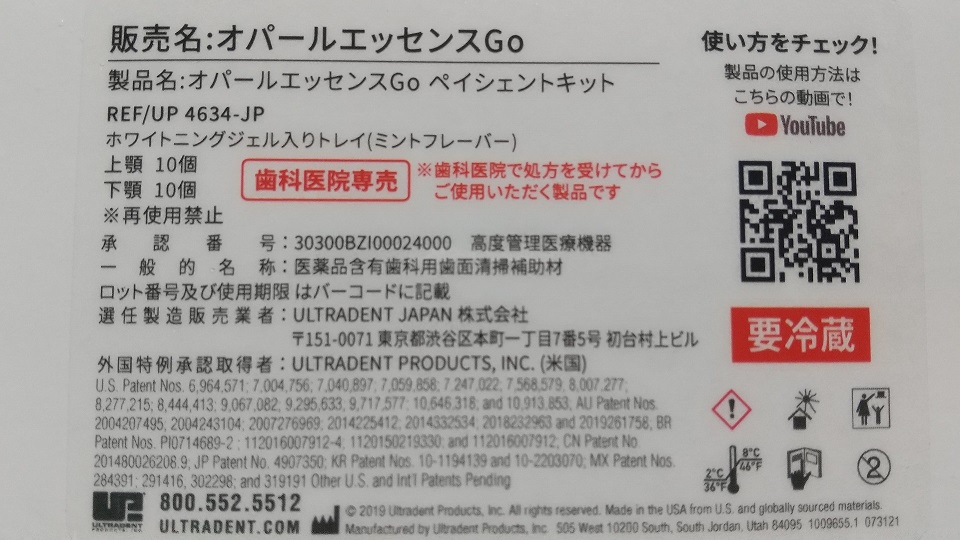 販売名:オパールエッセンスGo
製品名:オパールエッセンスGo ペイシェントキット
REF/UP 4634-JP
ホワイトニングジェル入りトレイ(ミントフレーバー)
上顎 10個
下顎 10個
歯科医院専売
※歯科医院で処方を受けてから
ご使用いただく製品です
※再使用禁止
承認番号:30300BZI00024000 高度管理医療機器
一般的名称:医薬品含有歯科用歯面清掃補助材
ロット番号及び使用期限 はバーコードに記載
選任製造販売業者:ULTRADENT JAPAN 株式会社
〒151-0071 東京都渋谷区本町一丁目7番5号 初台村上ビル
外国特例承認取得者:ULTRADENT PRODUCTS, INC. (米国)
U.S. Patent Nos. 6,964,571; 7,004,756; 7,040,897; 7,059,858; 7 247,022; 7,568,579; 8,007,277;
8,277,215; 8,444,413; 9,067,082, 9,295,633, 9,717,577; 10,646,318, and 10,913,853, AU Patent Nos.
2004207495, 2004243104; 2007276969; 2014225412; 2014332534; 2018232963 and 2019261758; BR
Patent Nos. PI0714689-2 ; 112016007912-4; 1120150219330; and 112016007912; CN Patent No
201480026208.9, JP Patent No. 4907350; KR Patent Nos. 10-1194139 and 10-2203070; MX Patent Nos.
284391; 291416, 302298; and 319191 Other U.S. and Int'l Patents Pending
UP
ULTRADENT
PRODUCTS, INC.
800.552.5512
ULTRADENT.COM
© 2019 Ultradent Products, Inc. All rights reserved. Made in the USA from U.S. and globally sourced materials.
Manufactured by Ultradent Products, Inc 505 West 10200 South, South Jordan, Utah 84095 1009655.1 073121
使い方をチェック!
製品の使用方法は
こちらの動画で!
YouTube
要冷蔵
8°C
46°F
2°C
36°F
2